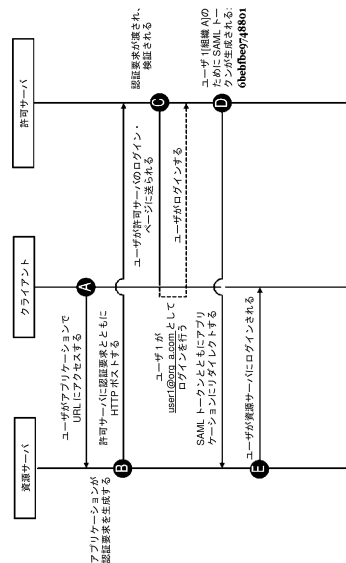 資源サーバ
クライアント
許可サーバ
A
ユーザがアプリケーションで
URLにアクセスする
アプリケーションが
認証要求を生成する
B
許可サーバに認証要求とともに
HTTP ポストする
認証要求が渡され、
検証される
C
ユーザが許可サーバのログイン・
ページに送られる
ユーザ 1 が
user1@org_a.com として
ログインを行う
ユーザがログインする
ユーザ 1[組織 A]の
ために SAML トー
クンが生成される:
6bebfbe9748801
D
SAML トークンとともにアプリ
ケーションにリダイレクトする
E
ユーザが資源サーバにログインされる